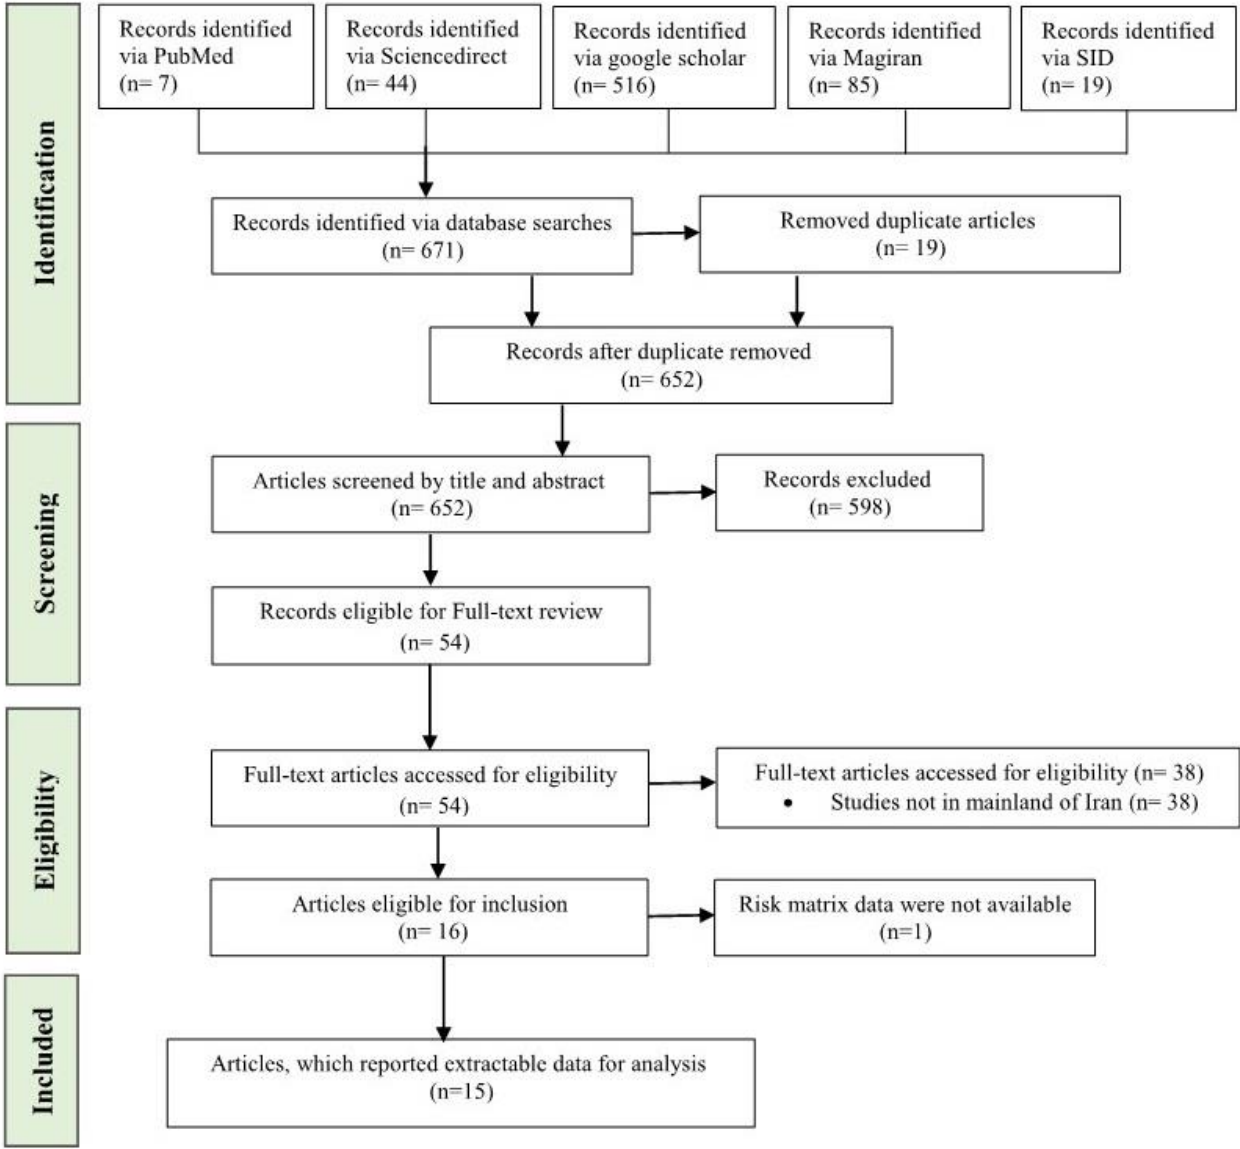 Identification
Records identified
via PubMed
(n= 7)
Records identified
via Sciencedirect
(n= 44)
Records identified
via google scholar
(n= 516)
Records identified
via Magiran
(n= 85)
Records identified
via SID
(n= 19)
Records identified via database searches
(n= 671)
Removed duplicate articles
(n= 19)
Records after duplicate removed
(n= 652)
Screening
Articles screened by title and abstract
(n= 652)
Records excluded
(n= 598)
Records eligible for Full-text review
(n= 54)
Eligibility
Full-text articles accessed for eligibility
(n= 54)
Full-text articles accessed for eligibility (n= 38)
• Studies not in mainland of Iran (n= 38)
Articles eligible for inclusion
(n= 16)
Risk matrix data were not available
(n=1)
Included
Articles, which reported extractable data for analysis
(n=15)